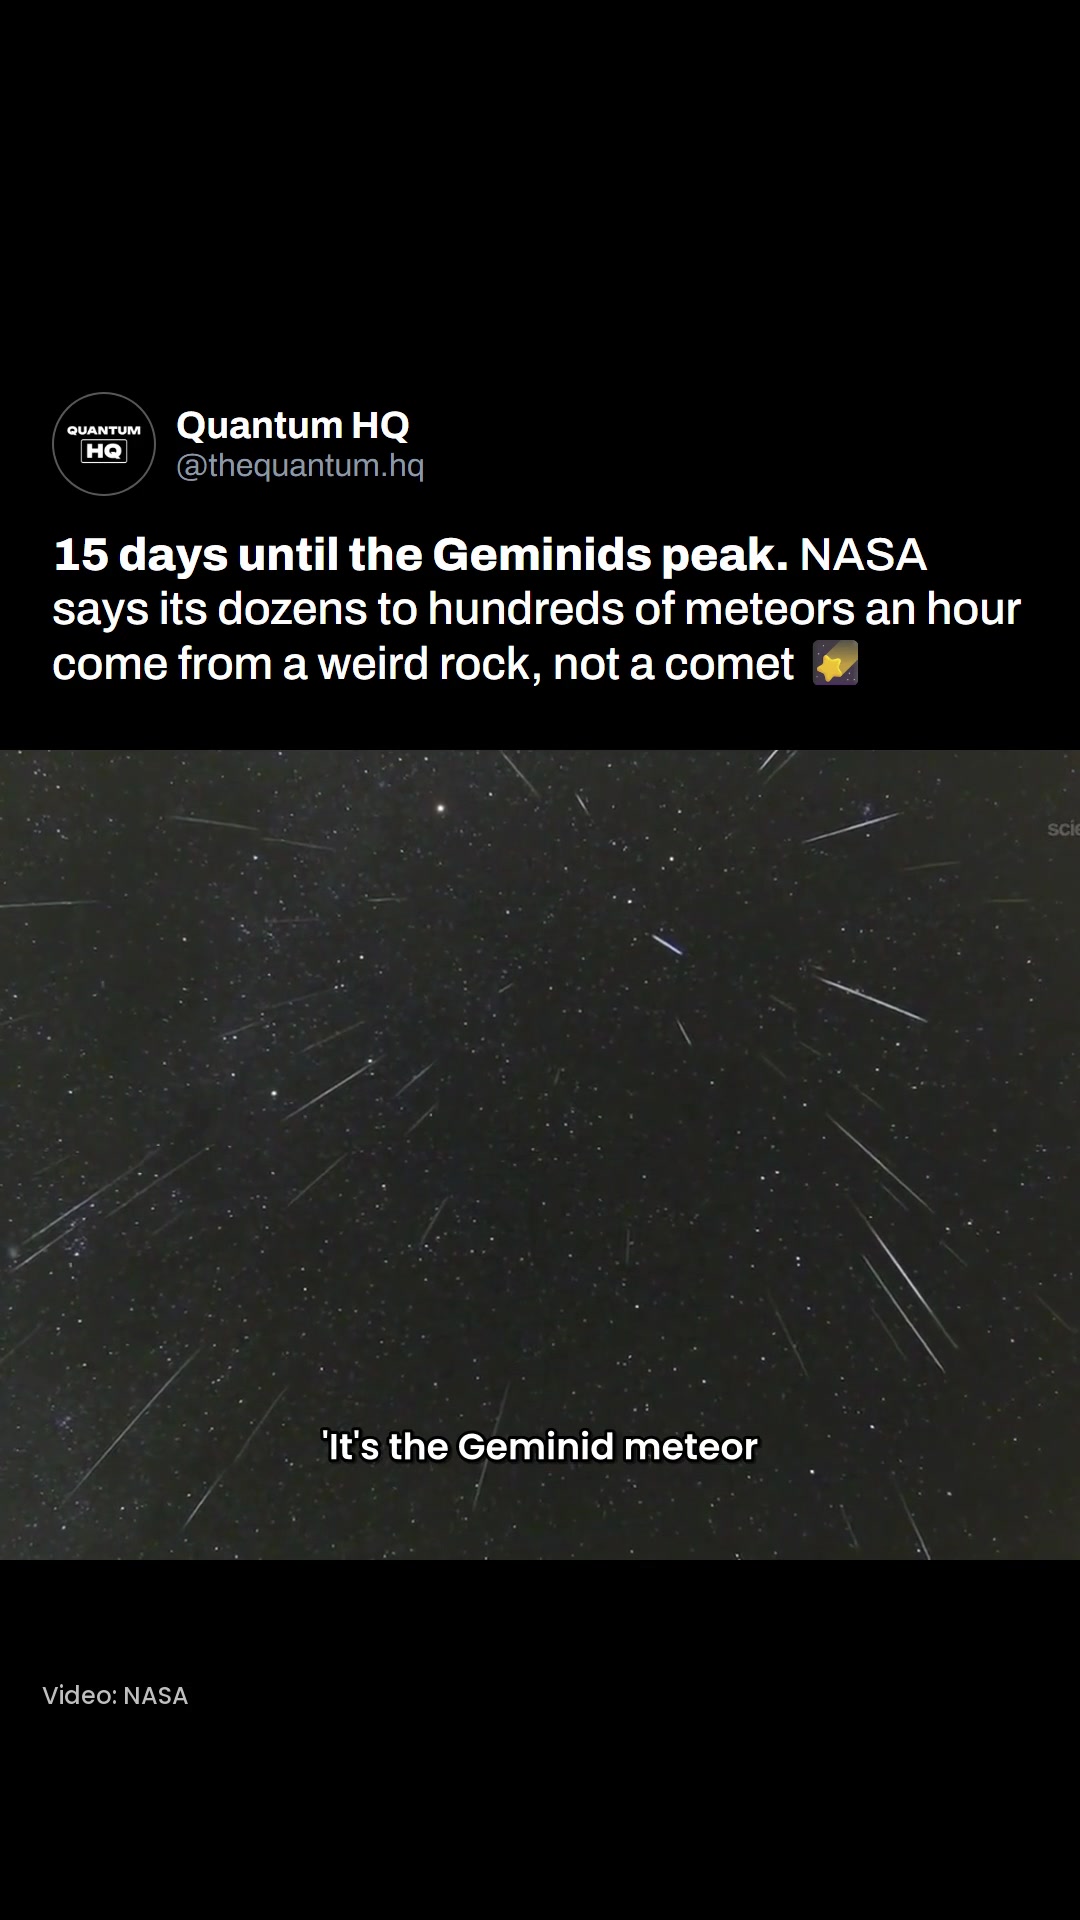 QUANTUM
HQ
Quantum HQ
@thequantum.hq
15 days until the Geminids peak. NASA
says its dozens to hundreds of meteors an hour
come from a weird rock, not a comet 🌠
scie
'It's the Geminid meteor
Video: NASA